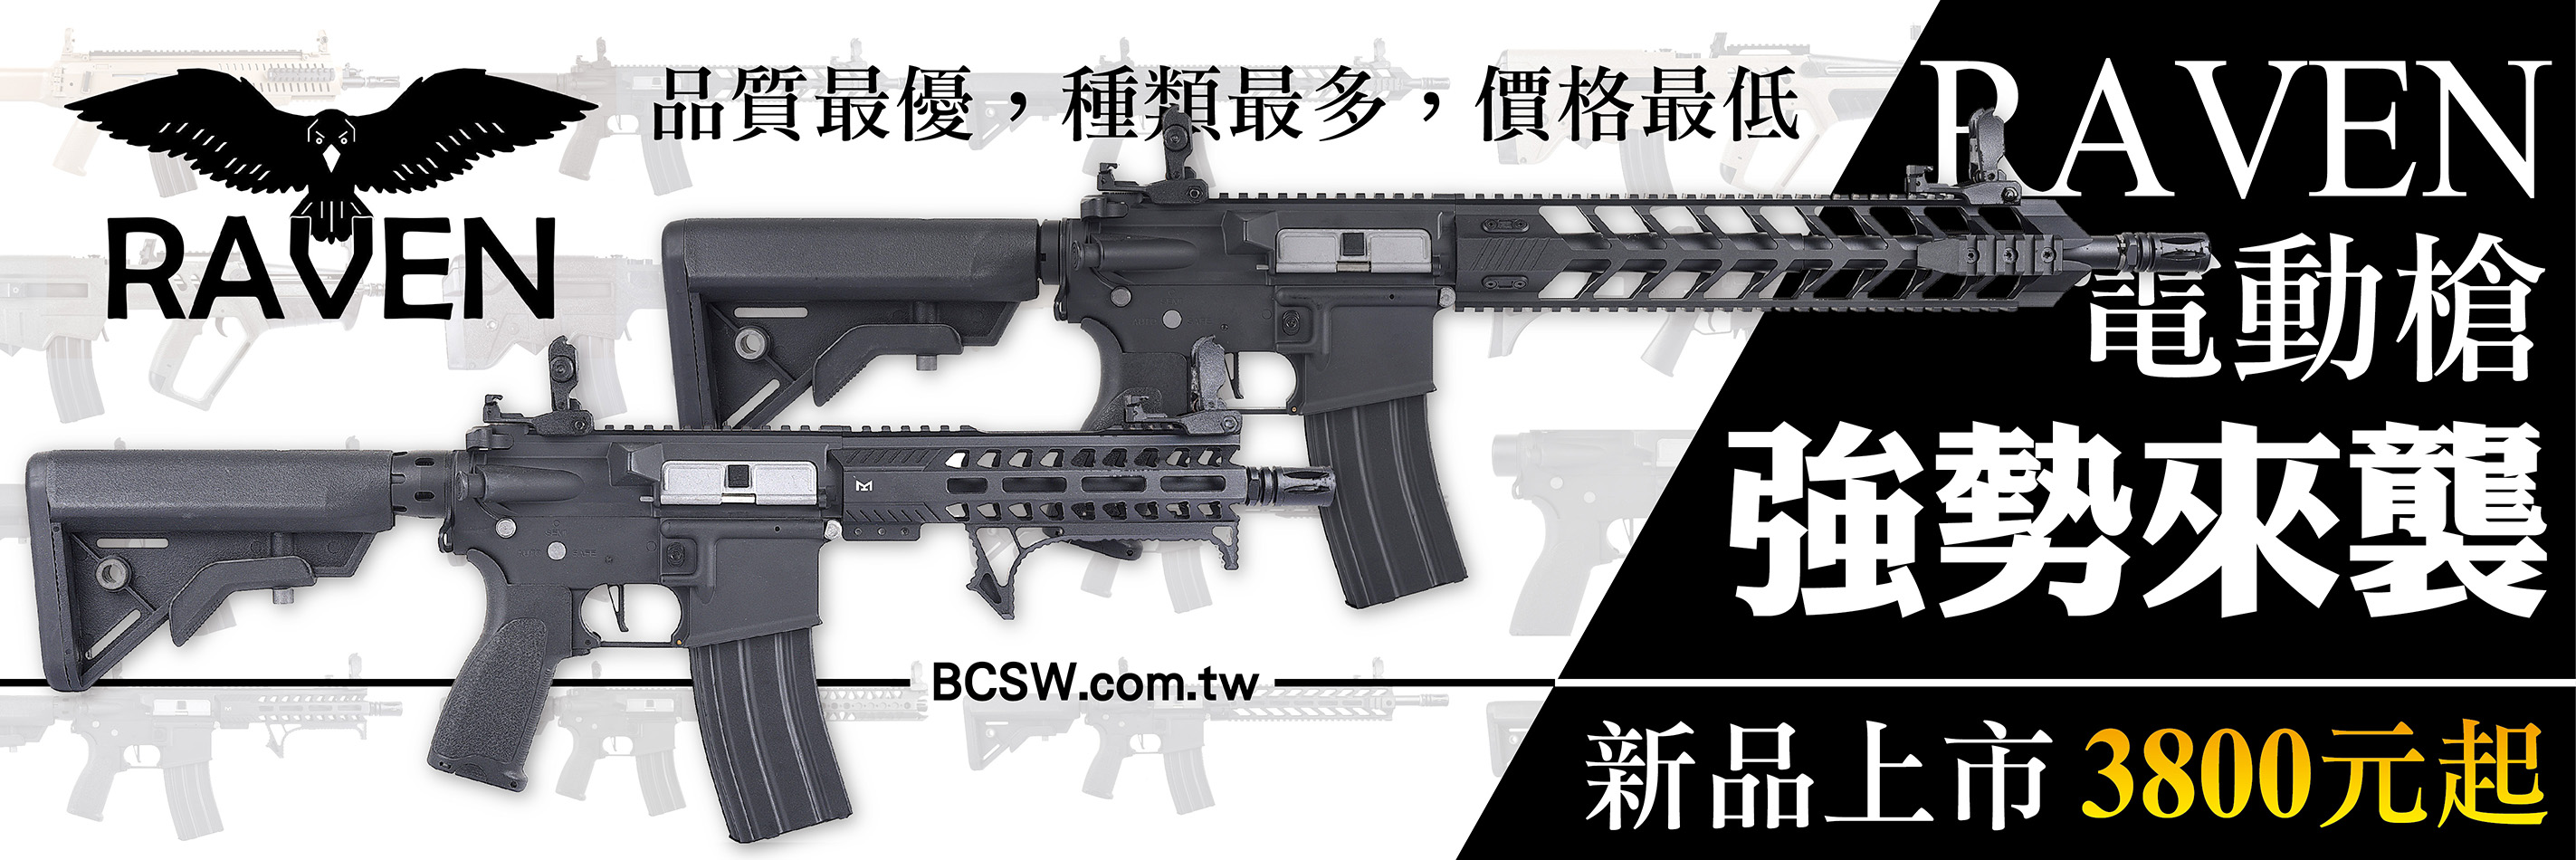 RAVEN
品質最優，種類最多，價格最低
RAVEN
電動槍
強勢來襲
BCSW.com.tw
新品上市 3800元起